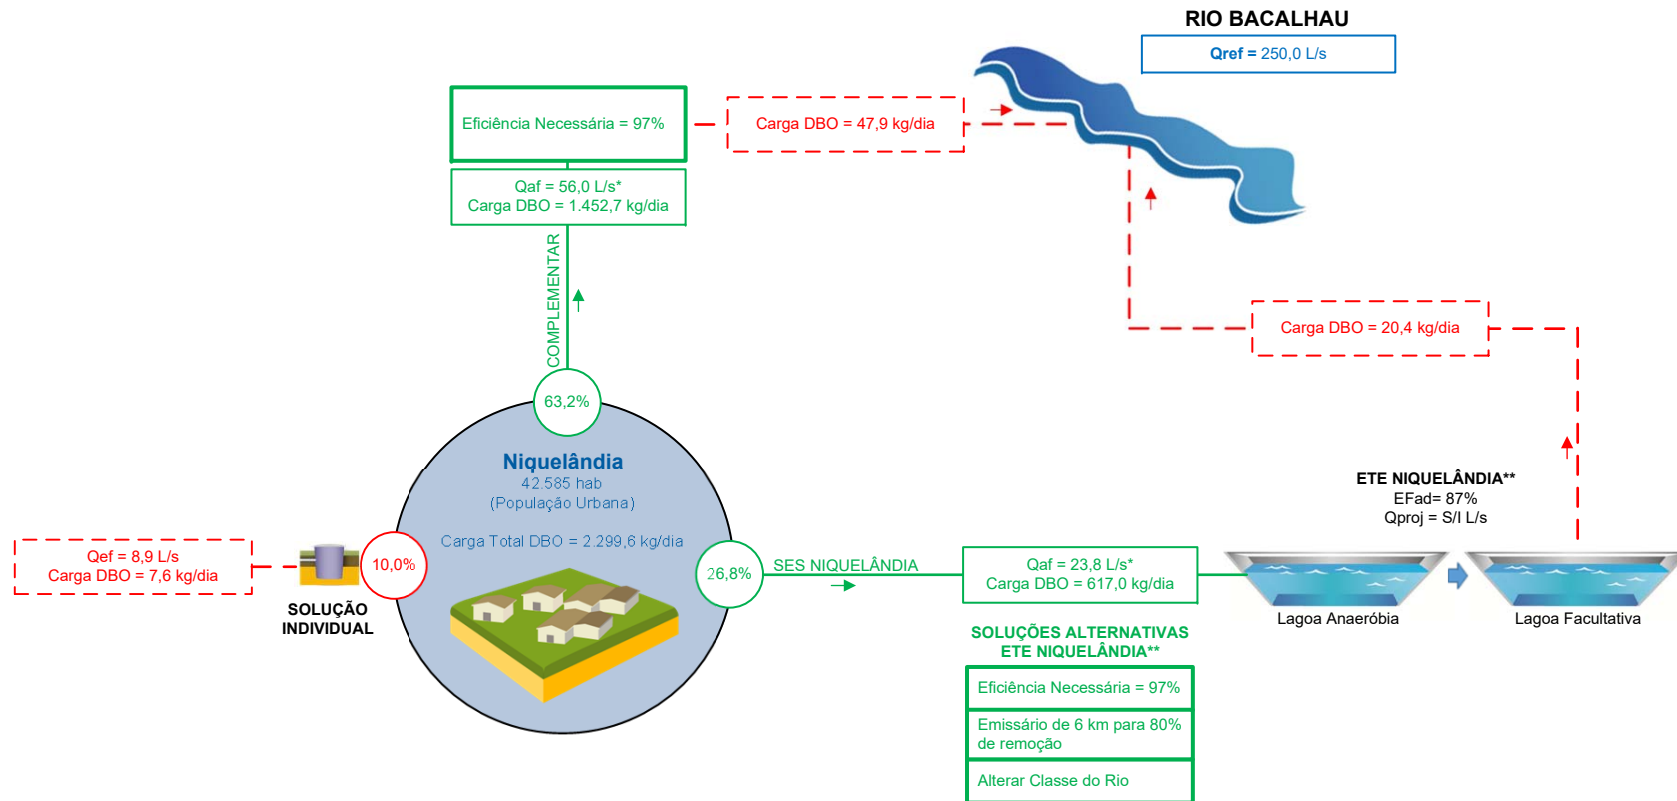 RIO BACALHAU
Qref = 250,0 L/s
Eficiência Necessária = 97%
Carga DBO = 47,9 kg/dia
Qaf = 56,0 L/s*
Carga DBO = 1.452,7 kg/dia
COMPLEMENTAR
Carga DBO = 20,4 kg/dia
63,2%
Niquelândia
42.585 hab
(População Urbana)
Carga Total DBO = 2.299,6 kg/dia
ETE NIQUELÂNDIA**
EFad= 87%
Qproj = S/I L/s
Qef = 8,9 L/s
Carga DBO = 7,6 kg/dia
10,0%
SOLUÇÃO
INDIVIDUAL
26,8%
SES NIQUELÂNDIA
Qaf = 23,8 L/s*
Carga DBO = 617,0 kg/dia
Lagoa Anaeróbia
Lagoa Facultativa
SOLUÇÕES ALTERNATIVAS
ETE NIQUELÂNDIA**
Eficiência Necessária = 97%
Emissário de 6 km para 80%
de remoção
Alterar Classe do Rio